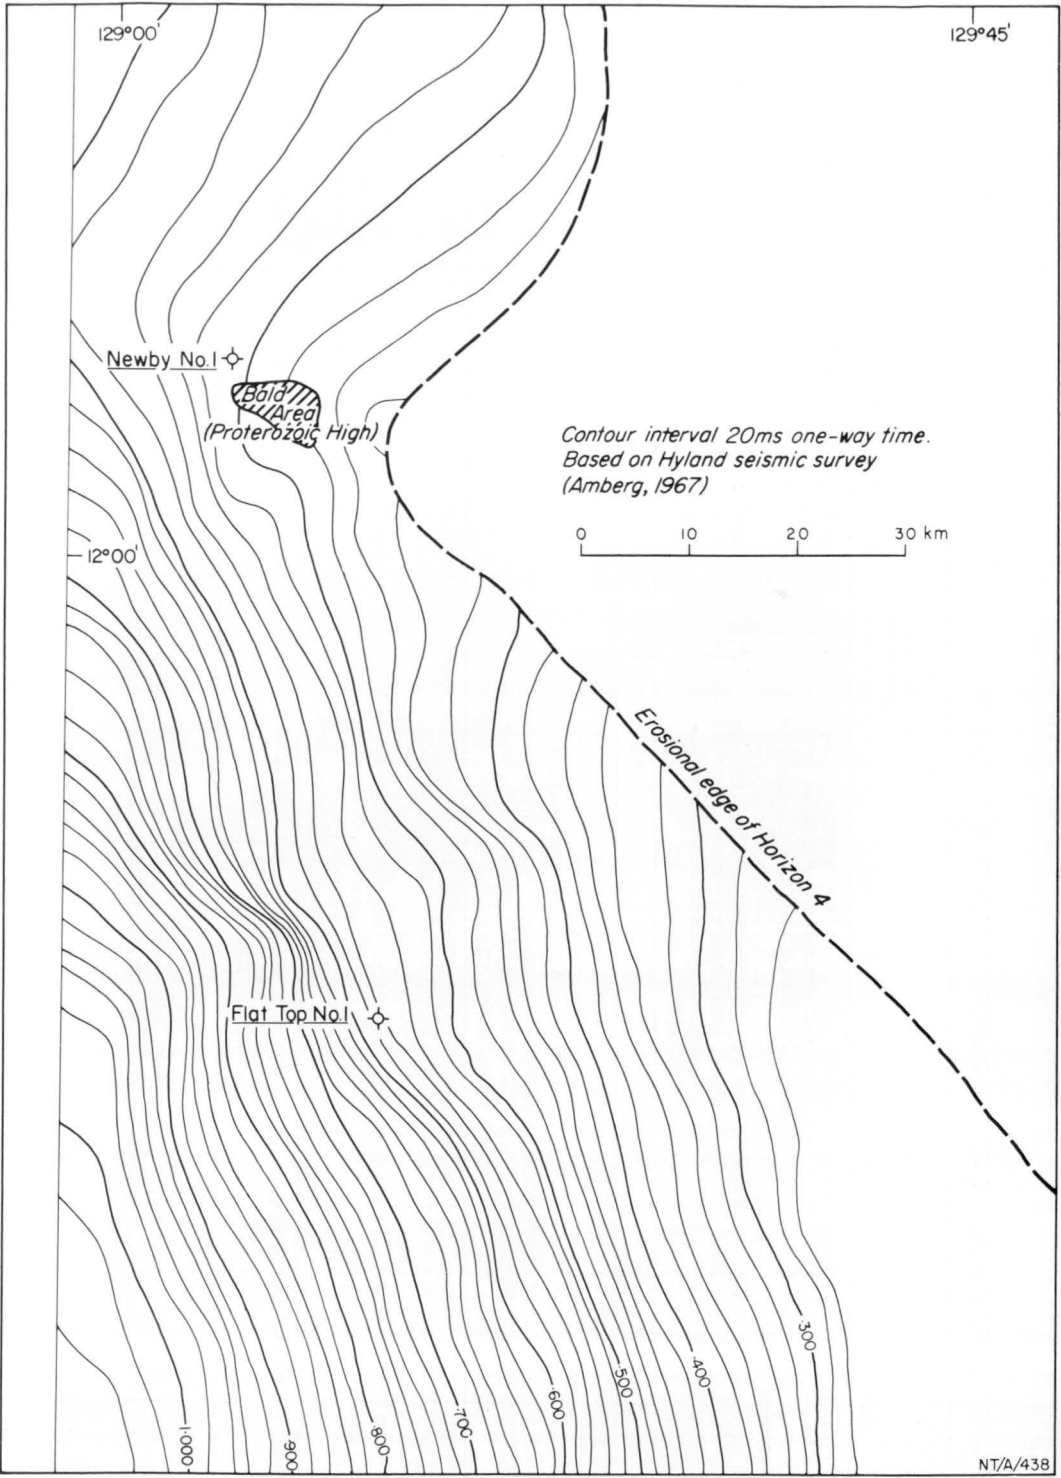 129°00'
129°45'
Newby No.1
Bald
Area
(Proterozoic High)
Contour interval 20ms one-way time.
Based on Hyland seismic survey
(Amberg, 1967)
0 10 20 30 km
12°00'
Erosional edge of Horizon 4
Flat Top No.1
·300
·400
·500
·600
·700
·800
·900
1·000
NT/A/438